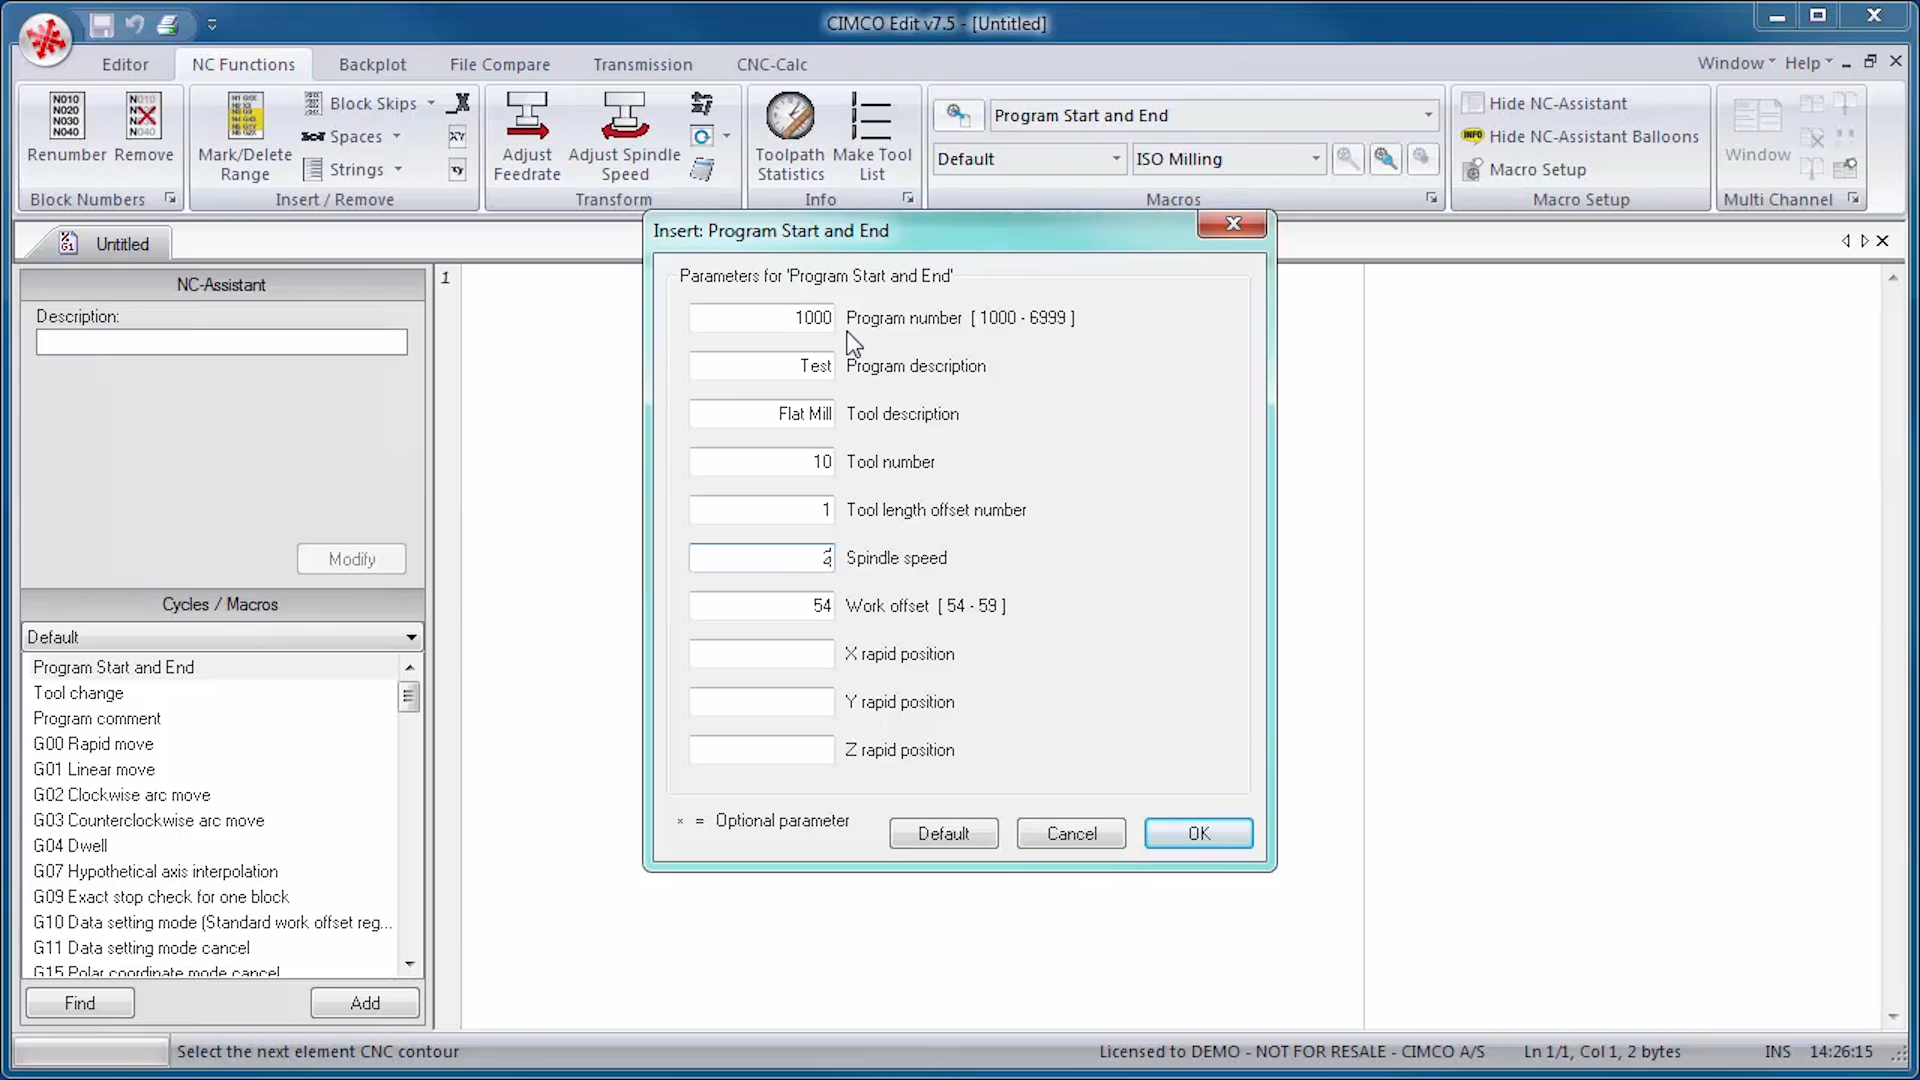 CIMCO Edit v7.5 - [Untitled]
Editor
NC Functions
Backplot
File Compare
Transmission
CNC-Calc
Window
Help
Renumber
Remove
Block Numbers
Mark/Delete Range
Block Skips
Spaces
Strings
Insert / Remove
Adjust Feedrate
Adjust Spindle Speed
Transform
Toolpath Statistics
Make Tool List
Info
Program Start and End
Default
ISO Milling
Macros
Hide NC-Assistant
INFO
Hide NC-Assistant Balloons
Macro Setup
Macro Setup
Window
Multi Channel
Untitled
NC-Assistant
Description:
Modify
Cycles / Macros
Default
Program Start and End
Tool change
Program comment
G00 Rapid move
G01 Linear move
G02 Clockwise arc move
G03 Counterclockwise arc move
G04 Dwell
G07 Hypothetical axis interpolation
G09 Exact stop check for one block
G10 Data setting mode (Standard work offset reg...
G11 Data setting mode cancel
G15 Polar coordinate mode cancel
Find
Add
1
Insert: Program Start and End
Parameters for 'Program Start and End'
1000 Program number [ 1000 - 6999 ]
Test Program description
Flat Mill Tool description
10 Tool number
1 Tool length offset number
Spindle speed
54 Work offset [ 54 - 59 ]
X rapid position
Y rapid position
Z rapid position
× = Optional parameter
Default
Cancel
OK
Select the next element CNC contour
Licensed to DEMO - NOT FOR RESALE - CIMCO A/S
Ln 1/1, Col 1, 2 bytes
INS
14:26:15